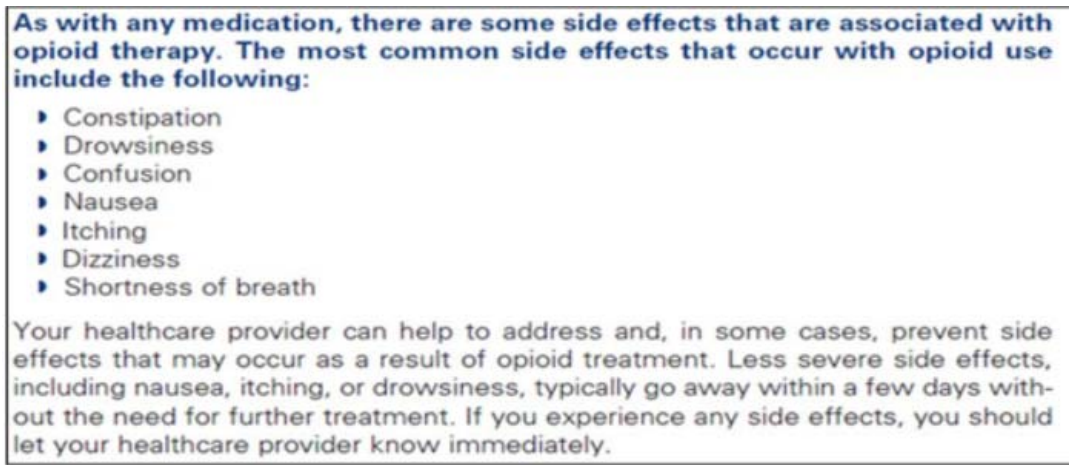 As with any medication, there are some side effects that are associated with
opioid therapy. The most common side effects that occur with opioid use
include the following:
Constipation
Drowsiness
Confusion
Nausea
Itching
Dizziness
Shortness of breath
Your healthcare provider can help to address and, in some cases, prevent side
effects that may occur as a result of opioid treatment. Less severe side effects,
including nausea, itching, or drowsiness, typically go away within a few days with-
out the need for further treatment. If you experience any side effects, you should
let your healthcare provider know immediately.